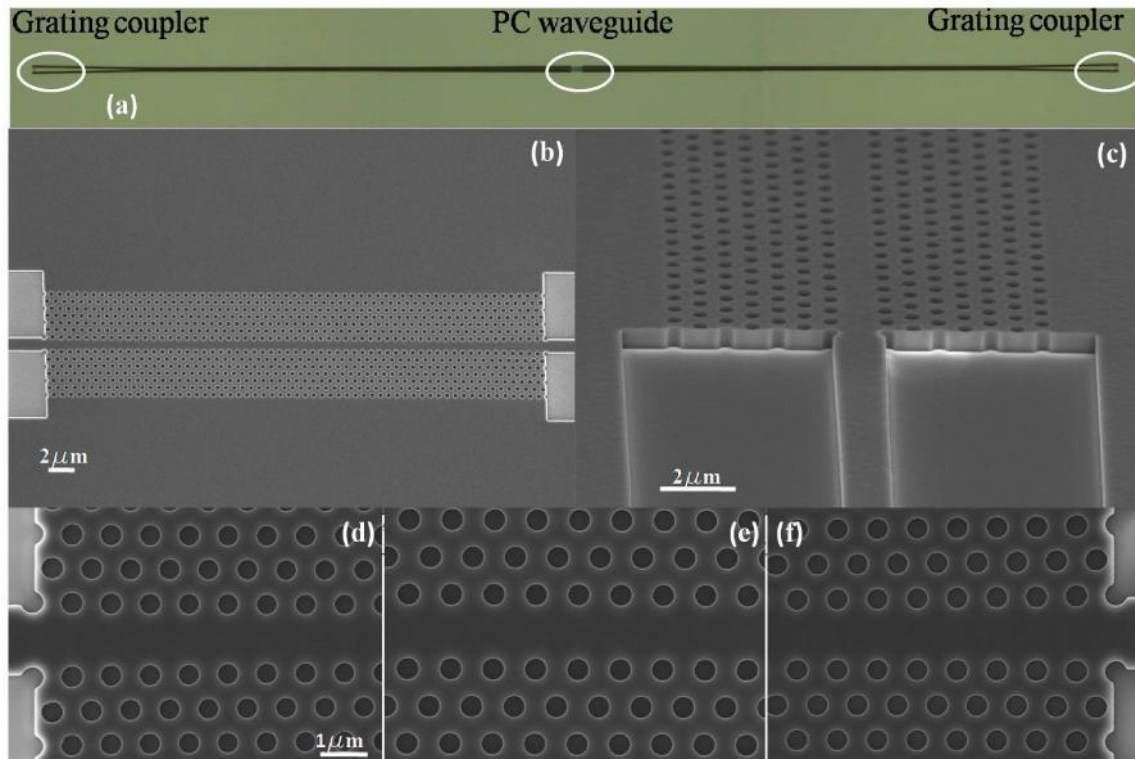 Grating coupler
PC waveguide
Grating coupler
(a)
(b)
(c)
2μm
2μm
(d)
(e)
(f)
1μm